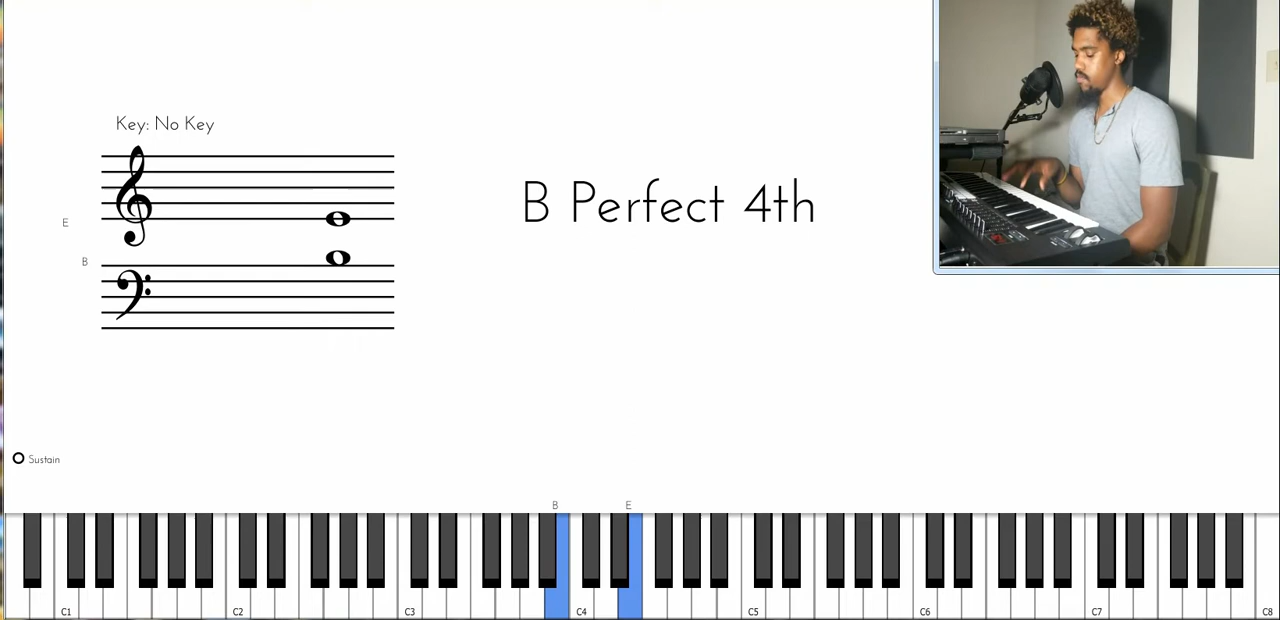 Key: No Key
B Perfect 4th
E
B
Sustain
B E
C1 C2 C3 C4 C5 C6 C7 C8